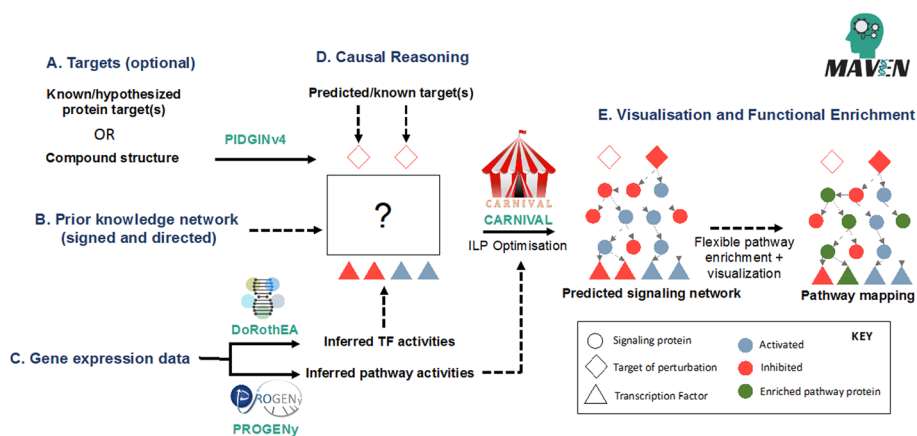 MAVEN
A. Targets (optional)
Known/hypothesized
protein target(s)
OR
Compound structure
PIDGINv4
B. Prior knowledge network
(signed and directed)
C. Gene expression data
DoRothEA
PROGENy
PROGENy
Inferred TF activities
Inferred pathway activities
D. Causal Reasoning
Predicted/known target(s)
?
CARNIVAL
CARNIVAL
ILP Optimisation
E. Visualisation and Functional Enrichment
Predicted signaling network
Flexible pathway
enrichment +
visualization
Pathway mapping
KEY
Signaling protein
Target of perturbation
Transcription Factor
Activated
Inhibited
Enriched pathway protein